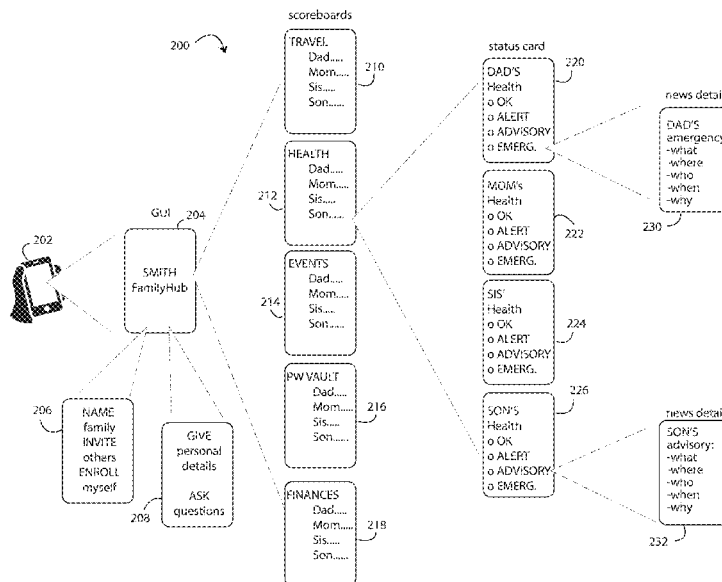 scoreboards
200
TRAVEL
Dad.....
Mom.....
Sis.....
Son.....
210
HEALTH
Dad.....
Mom.....
Sis.....
Son.....
212
EVENTS
Dad.....
Mom.....
Sis.....
Son.....
214
PW VAULT
Dad.....
Mom.....
Sis.....
Son.....
216
FINANCES
Dad.....
Mom.....
Sis.....
Son.....
218
202
GUI
204
SMITH
FamilyHub
206
NAME
family
INVITE
others
ENROLL
myself
GIVE
personal
details
ASK
questions
208
status card
220
DAD'S
Health
o OK
o ALERT
o ADVISORY
o EMERG.
MOM's
Health
o OK
o ALERT
o ADVISORY
o EMERG.
222
SIS'
Health
o OK
o ALERT
o ADVISORY
o EMERG.
224
226
SON'S
Health
o OK
o ALERT
o ADVISORY
o EMERG.
news detai
DAD'S
emergency
-what
-where
-who
-when
-why
230
news detai
SON'S
advisory:
-what
-where
-who
-when
-why
232